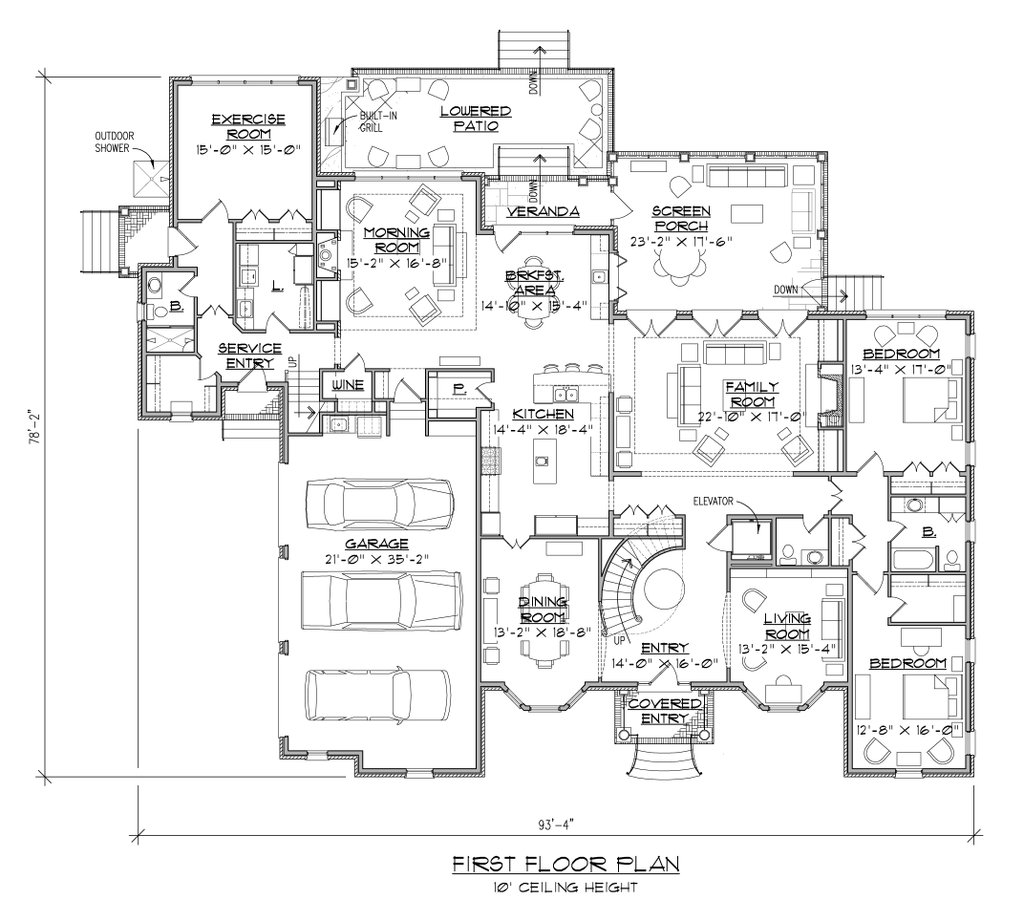 DOWN
LOWERED
PATIO
BUILT-IN
GRILL
EXERCISE
ROOM
15'-0" X 15'-0"
OUTDOOR
SHOWER
DOWN
VERANDA
SCREEN
PORCH
23'-2" X 17'-6"
MORNING
ROOM
15'-2" X 16'-8"
BRKFST.
AREA
14'-10" X 15'-4"
DOWN
L.
B.
SERVICE
ENTRY
UP
WINE
P.
KITCHEN
14'-4" X 18'-4"
FAMILY
ROOM
22'-10" X 17'-0"
BEDROOM
13'-4" X 17'-0"
78'-2"
ELEVATOR
B.
GARAGE
21'-0" X 35'-2"
DINING
ROOM
13'-2" X 18'-8"
UP
ENTRY
14'-0" X 16'-0"
LIVING
ROOM
13'-2" X 15'-4"
BEDROOM
12'-8" X 16'-0"
COVERED
ENTRY
93'-4"
FIRST FLOOR PLAN
10' CEILING HEIGHT